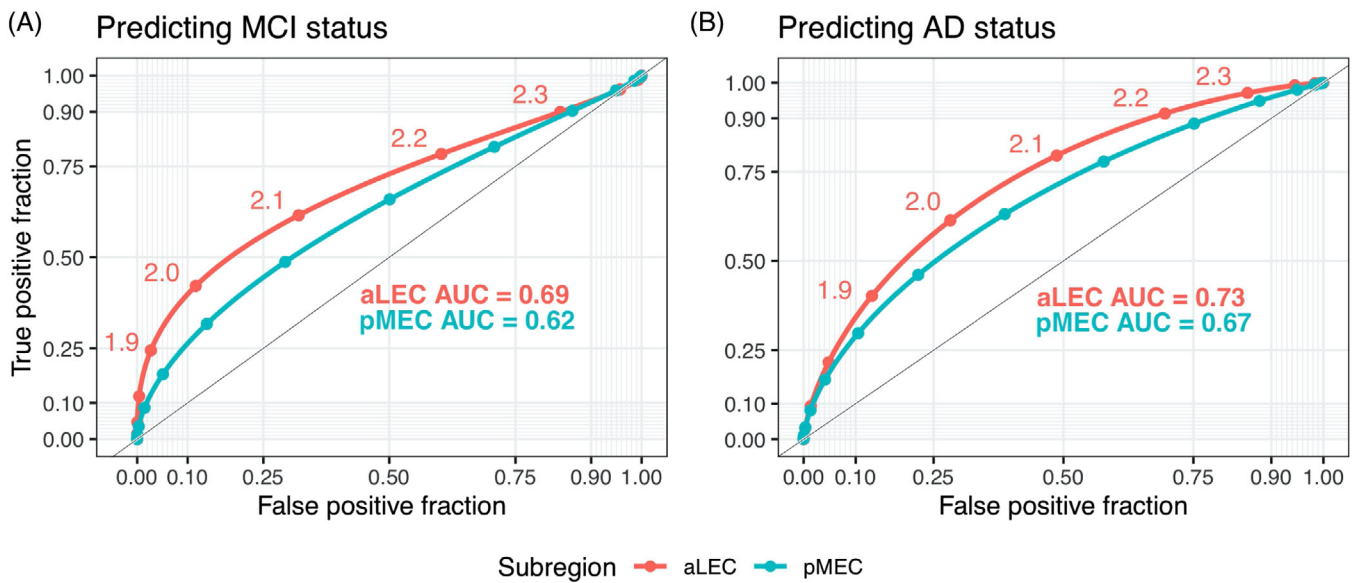 (A) Predicting MCI status
True positive fraction
1.00
0.90
0.75
0.50
0.25
0.10
0.00
1.9
2.0
2.1
2.2
2.3
aLEC AUC = 0.69
pMEC AUC = 0.62
0.00 0.10 0.25 0.50 0.75 0.90 1.00
False positive fraction
(B) Predicting AD status
1.00
0.90
0.75
0.50
0.25
0.10
0.00
1.9
2.0
2.1
2.2
2.3
aLEC AUC = 0.73
pMEC AUC = 0.67
0.00 0.10 0.25 0.50 0.75 0.90 1.00
False positive fraction
Subregion aLEC pMEC